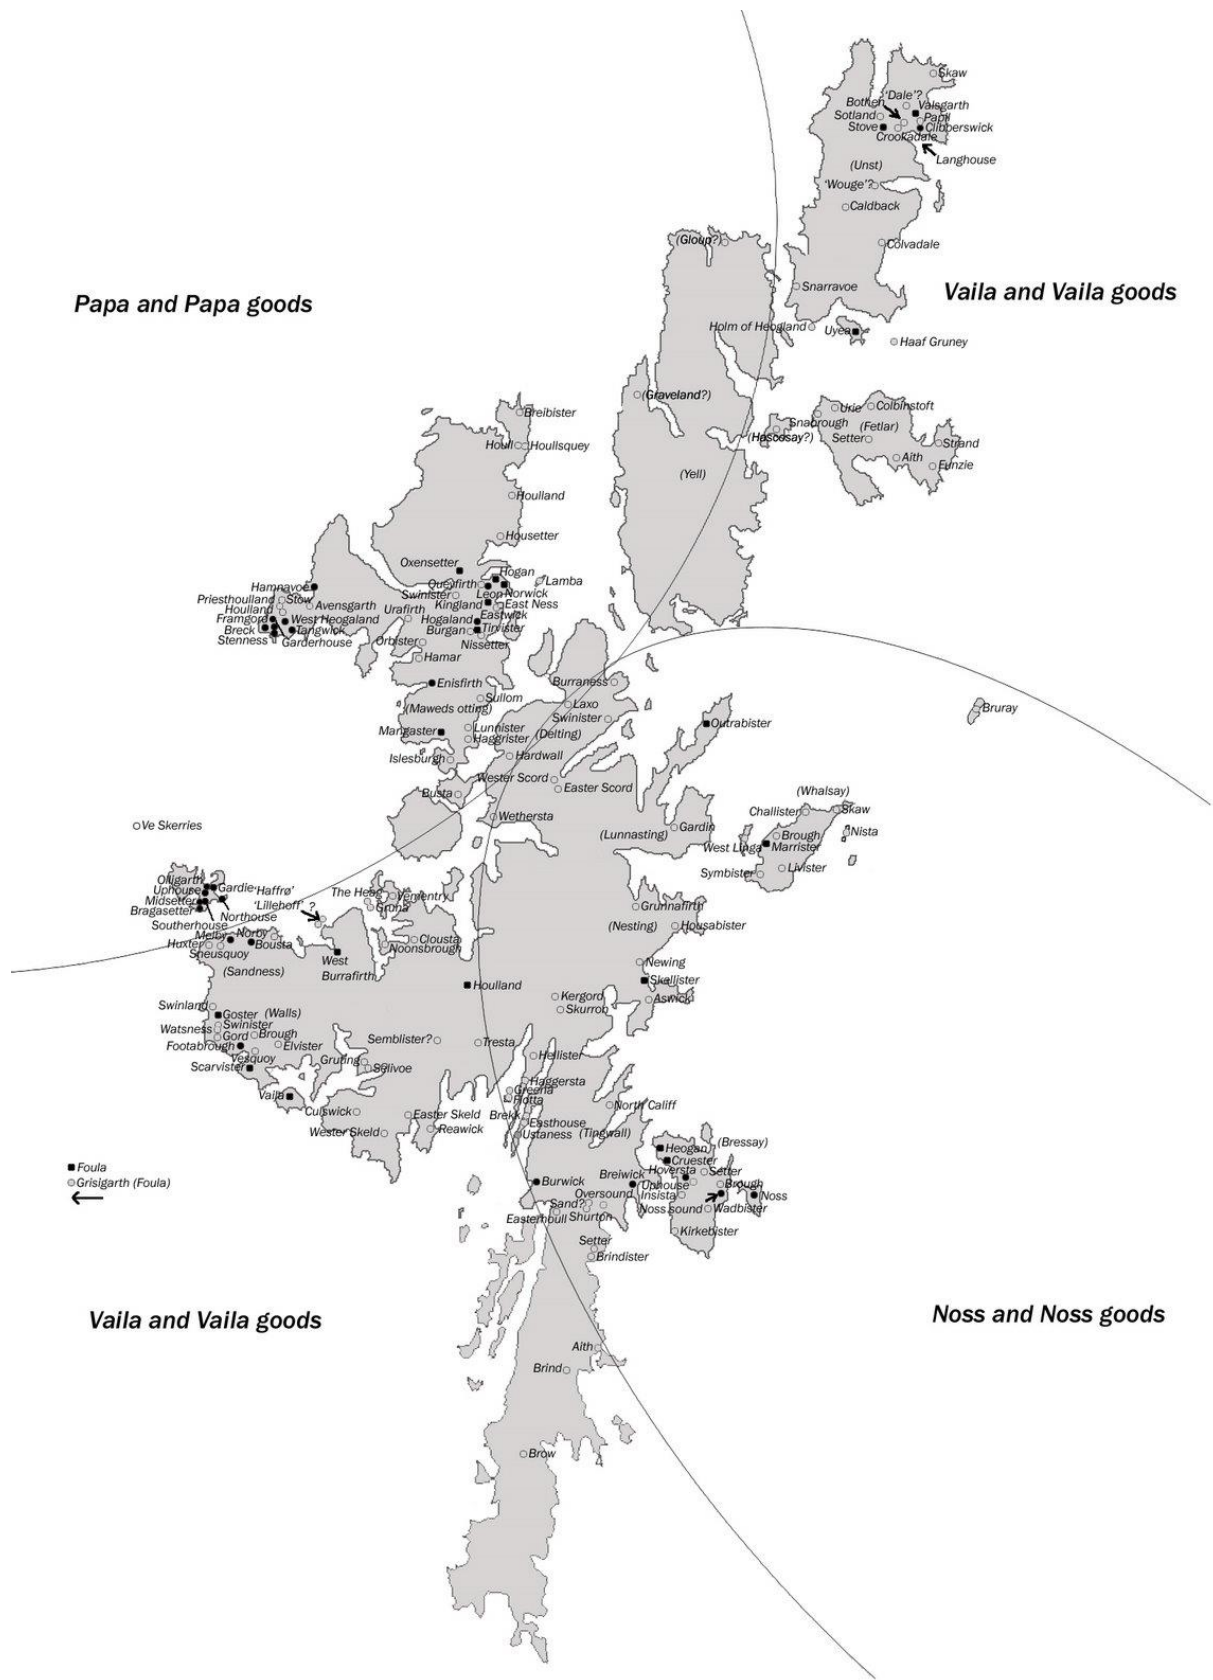 Skaw
'Dale'?
Bothen
Valsgarth
Sotland
Papil
Stove
Clibberswick
Crookadale
Langhouse
(Unst)
'Wouge'?
Caldback
(Gloup?)
Colvadale
Papa and Papa goods
Vaila and Vaila goods
Snarravoe
Holm of Heogland
Uyea
Haaf Gruney
(Graveland?)
Breibister
Urie
Colbinstoft
Snabrough
(Fetlar)
(Hascosay?)
Setter
Strand
Houll
Houllsquey
Aith
Funzie
(Yell)
Houlland
Housetter
Oxensetter
Hogan
Hamnavoe
Queyfirth
Lamba
Priesthoulland
Stow
Swinister
Leon
Norwick
Houlland
Avensgarth
Urafirth
Kingland
East Ness
Framgord
West Heogaland
Hogaland
Eastwick
Breck
Tangwick
Burgan
Tirvister
Stenness
Garderhouse
Orbister
Nissetter
Hamar
Enisfirth
Burraness
Sullom
(Maweds otting)
Laxo
Bruray
Swinister
Mangaster
Lunnister
(Delting)
Outrabister
Haggrister
Islesburgh
Hardwall
Wester Scord
Easter Scord
Busta
(Whalsay)
Ve Skerries
Wethersta
Challister
Skaw
(Lunnasting)
Gardin
Brough
Nista
West Linga
Marrister
Symbister
Livister
Olligarth
Uphouse
Gardie
'Haffrø'
The Heog
Vementry
Midsetter
'Lillehoff' ?
Gruna
Grunnafirth
Bragasetter
Northouse
Southerhouse
(Nesting)
Housabister
Melby
Norby
Huxter
Bousta
Clousta
Sneusquoy
West
Burrafirth
Noonsbrough
Newing
(Sandness)
Houlland
Skellister
Kergord
Aswick
Swinland
Skurron
Goster
(Walls)
Watsness
Swinister
Gord
Brough
Semblister?
Tresta
Footabrough
Elvister
Hellister
Vesquoy
Gruting
Scarvister
Selivoe
Haggersta
Greena
Vaila
Flotta
North Califf
Culswick
Easter Skeld
Brekk
Easthouse
Wester Skeld
Reawick
Ustaness
(Tingwall)
(Bressay)
Heogan
Cruester
Foula
Hoversta
Setter
Grisigarth (Foula)
Burwick
Breiwick
Uphouse
Brough
Oversound
Insista
Noss
Sand?
Noss sound
Wadbister
Easterhoull
Shurton
Kirkebister
Setter
Brindister
Vaila and Vaila goods
Noss and Noss goods
Aith
Brind
Brow